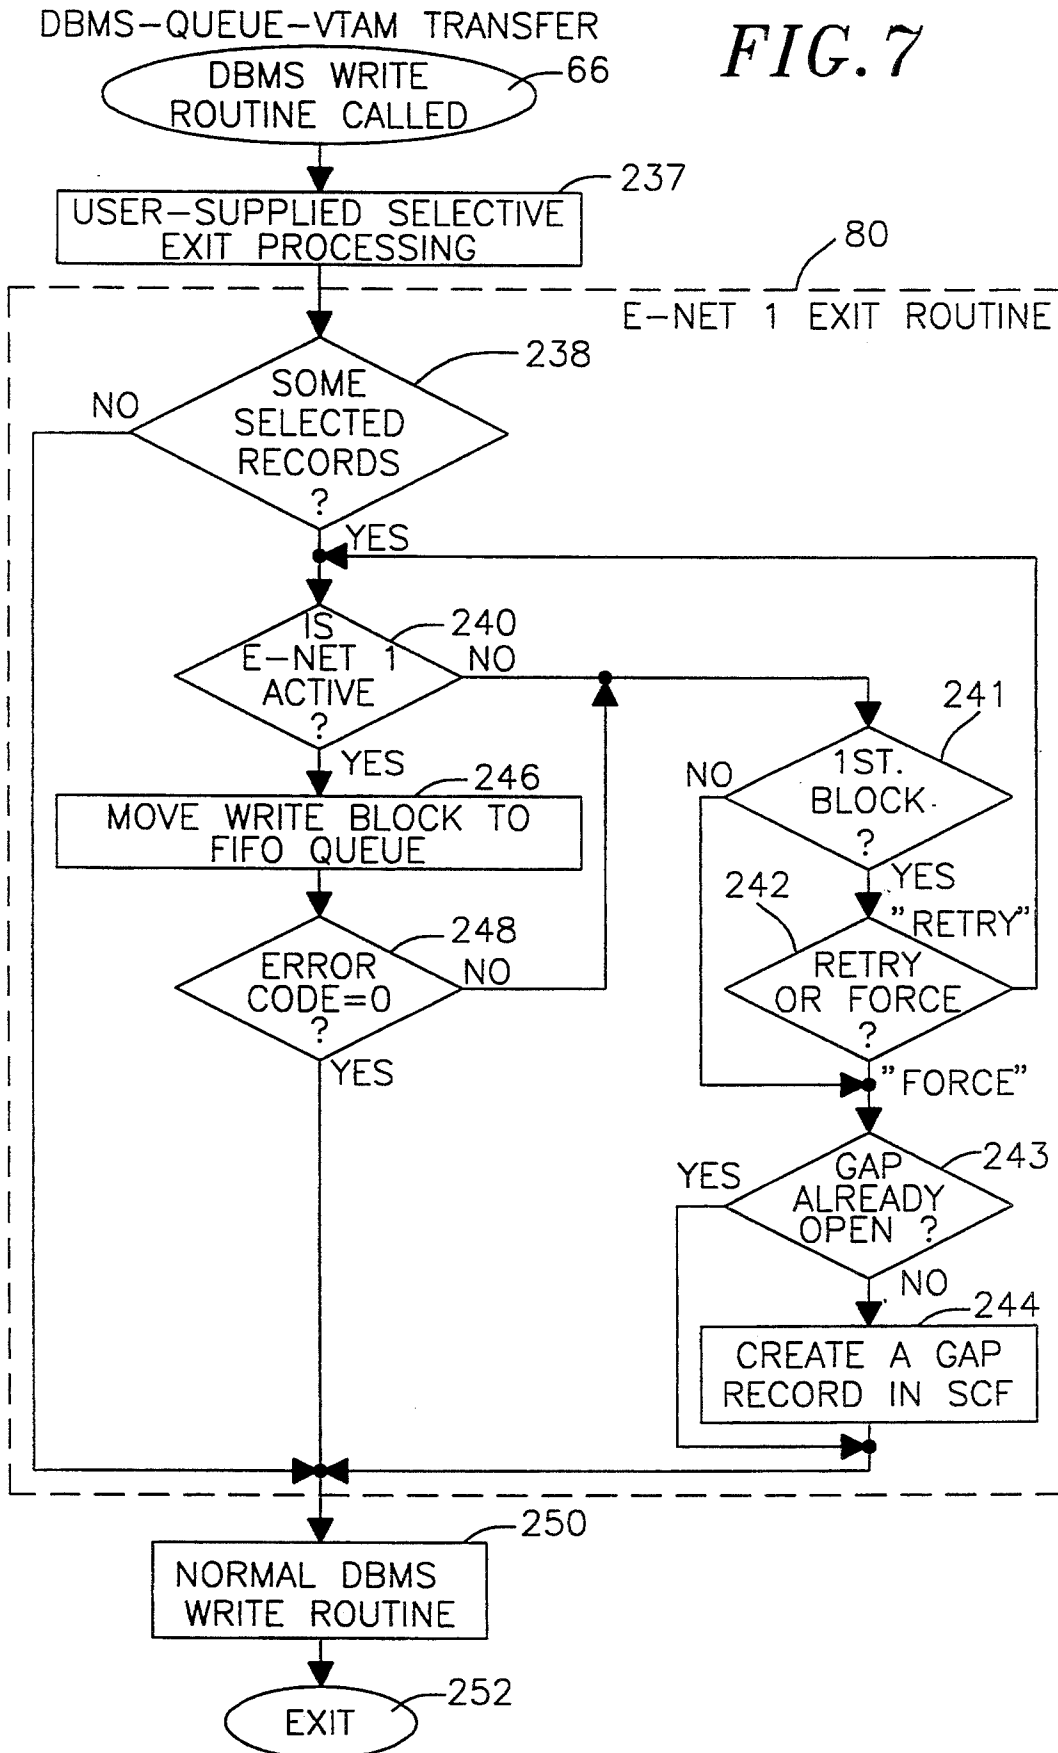 DBMS-QUEUE-VTAM TRANSFER
FIG. 7
DBMS WRITE
ROUTINE CALLED
66
237
USER-SUPPLIED SELECTIVE
EXIT PROCESSING
80
E-NET 1 EXIT ROUTINE
238
SOME
SELECTED
RECORDS
?
NO
YES
IS
E-NET 1
ACTIVE
?
240
NO
YES
241
1ST.
BLOCK
?
NO
YES
246
MOVE WRITE BLOCK TO
FIFO QUEUE
242
"RETRY"
RETRY
OR FORCE
?
"FORCE"
248
ERROR
CODE=0
?
NO
YES
243
GAP
ALREADY
OPEN ?
YES
NO
244
CREATE A GAP
RECORD IN SCF
250
NORMAL DBMS
WRITE ROUTINE
252
EXIT